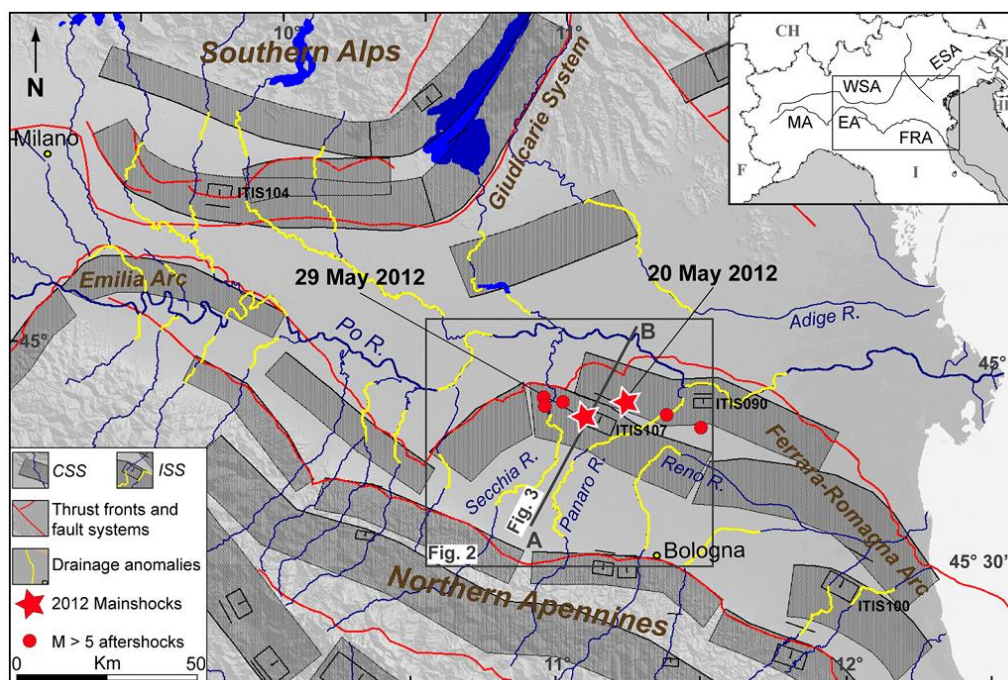 10°
11°
Southern Alps
N
Milano
Giudicarie System
ITIS104
CH
A
ESA
WSA
MA
EA
FRA
F
I
29 May 2012
20 May 2012
Emilia Arc
Adige R.
45°
Po R.
B
45°
ITIS090
ITIS107
Ferrara-Romagna Arc
Secchia R.
Panaro R.
Reno R.
Fig. 3
A
Fig. 2
Bologna
45° 30'
Northern Apennines
ITIS100
11°
12°
CSS
ISS
Thrust fronts and
fault systems
Drainage anomalies
2012 Mainshocks
M > 5 aftershocks
Km
0
50